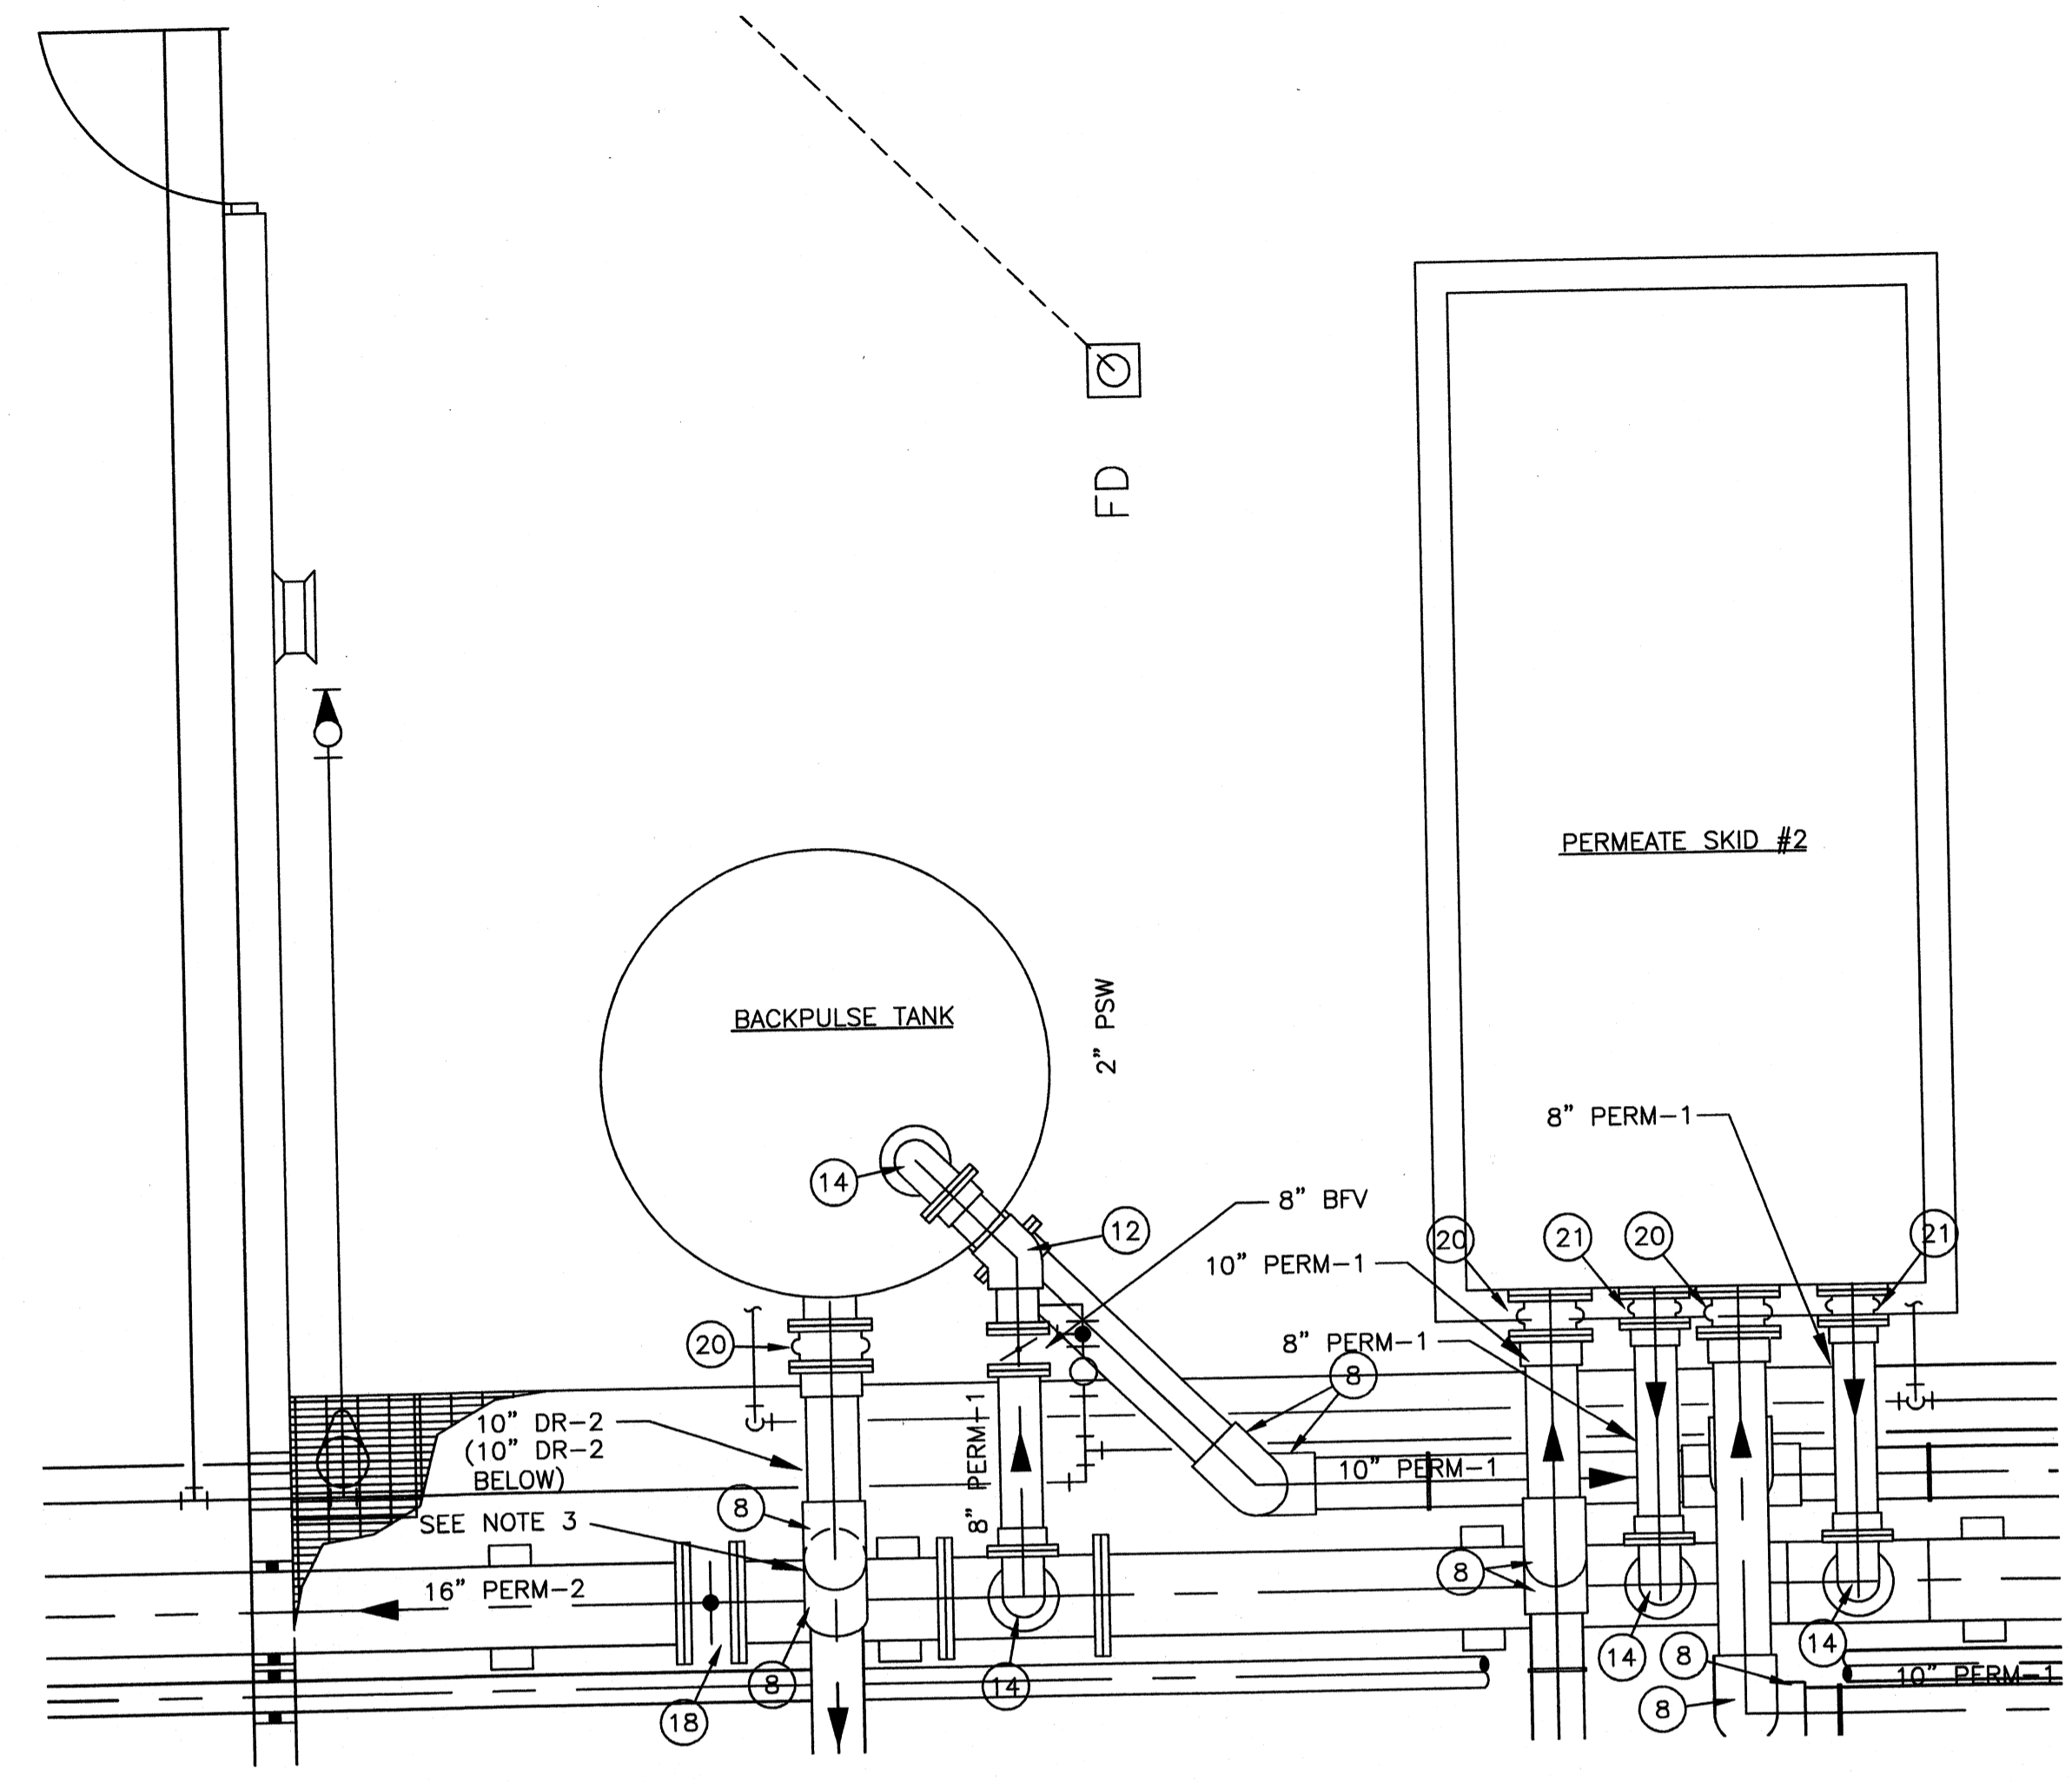 FD
PERMEATE SKID #2
BACKPULSE TANK
2" PSW
8" PERM-1
14
8" BFV
12
20
21
20
21
10" PERM-1
8" PERM-1
20
8
10" DR-2
(10" DR-2
BELOW)
8" PERM-1
10" PERM-1
8
SEE NOTE 3
16" PERM-2
8
14
14
8
14
8
10" PERM-1
18
8